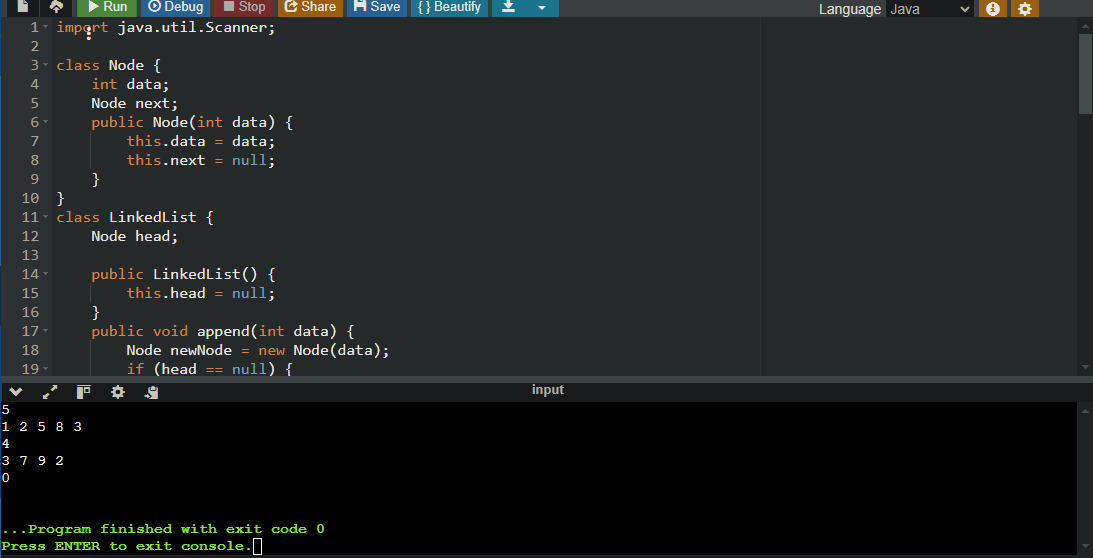 Run Debug Stop Share Save { } Beautify Language Java
1 import java.util.Scanner;
2
3 class Node {
4 int data;
5 Node next;
6 public Node(int data) {
7 this.data = data;
8 this.next = null;
9 }
10 }
11 class LinkedList {
12 Node head;
13
14 public LinkedList() {
15 this.head = null;
16 }
17 public void append(int data) {
18 Node newNode = new Node(data);
19 if (head == null) {
input
5
1 2 5 8 3
4
3 7 9 2
0
...Program finished with exit code 0
Press ENTER to exit console.